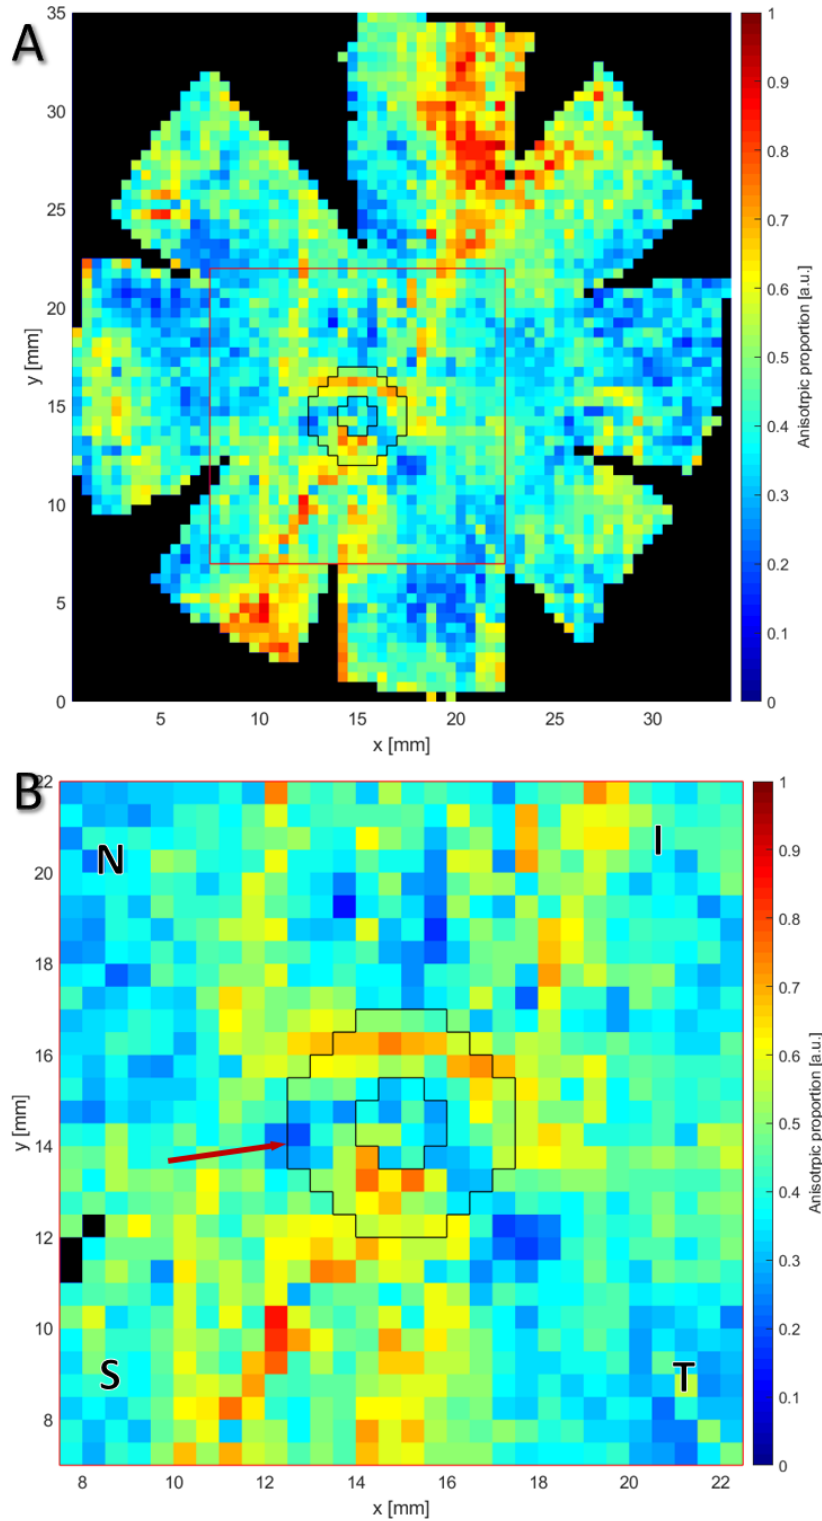 A
35
30
25
20
15
10
5
0
y [mm]
5 10 15 20 25 30
x [mm]
1
0.9
0.8
0.7
0.6
0.5
0.4
0.3
0.2
0.1
0
Anisotrpic proportion [a.u.]
B
22
20
18
16
14
12
10
8
y [mm]
N
I
S
T
8 10 12 14 16 18 20 22
x [mm]
1
0.9
0.8
0.7
0.6
0.5
0.4
0.3
0.2
0.1
0
Anisotrpic proportion [a.u.]